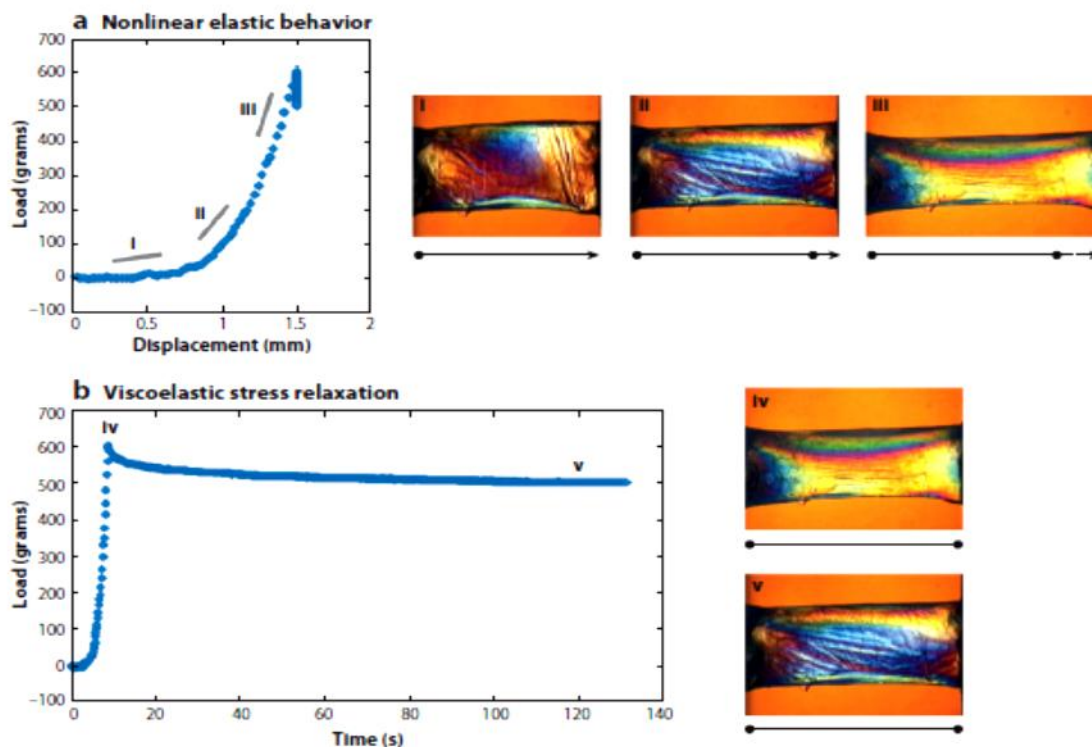 a Nonlinear elastic behavior
700
600
500
400
300
200
100
0
–100
Load (grams)
I
II
III
0 0.5 1 1.5 2
Displacement (mm)
I
II
III
b Viscoelastic stress relaxation
700
600
500
400
300
200
100
0
–100
Load (grams)
Iv
v
0 20 40 60 80 100 120 140
Time (s)
Iv
v